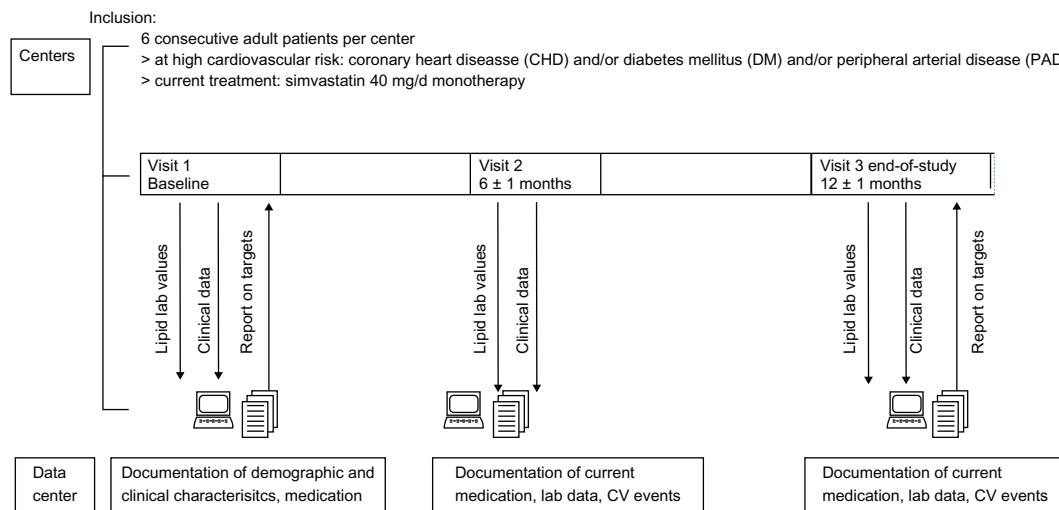 Inclusion:
Centers
6 consecutive adult patients per center
> at high cardiovascular risk: coronary heart diseasse (CHD) and/or diabetes mellitus (DM) and/or peripheral arterial disease (PAD
> current treatment: simvastatin 40 mg/d monotherapy
Visit 1
Baseline
Visit 2
6 ± 1 months
Visit 3 end-of-study
12 ± 1 months
Lipid lab values
Clinical data
Report on targets
Lipid lab values
Clinical data
Lipid lab values
Clinical data
Report on targets
Data
center
Documentation of demographic and
clinical characterisitcs, medication
Documentation of current
medication, lab data, CV events
Documentation of current
medication, lab data, CV events